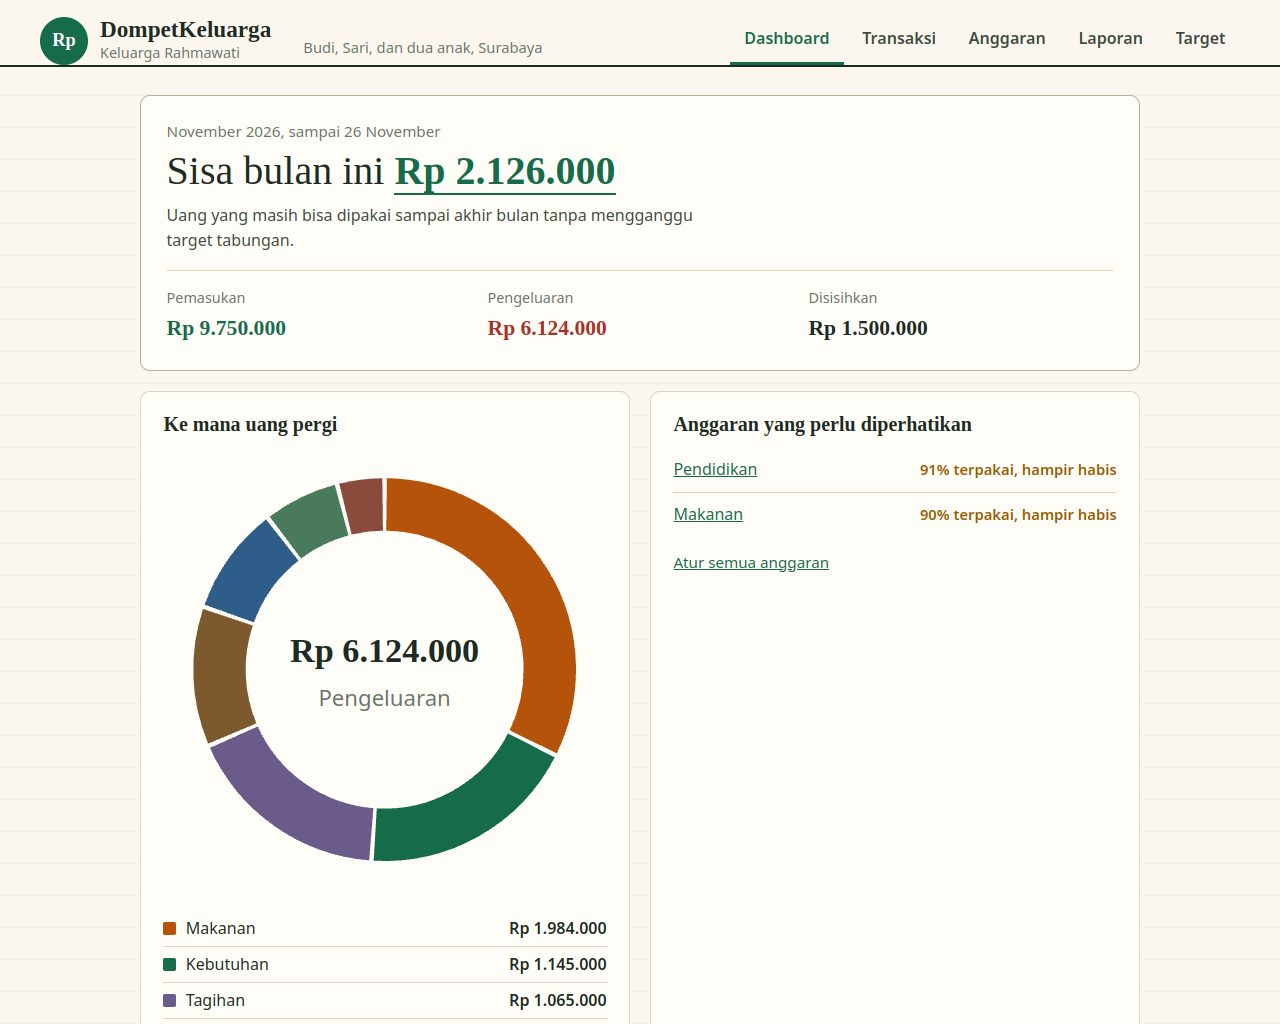 Rp
DompetKeluarga
Keluarga Rahmawati
Budi, Sari, dan dua anak, Surabaya
Dashboard
Transaksi
Anggaran
Laporan
Target
November 2026, sampai 26 November
Sisa bulan ini Rp 2.126.000
Uang yang masih bisa dipakai sampai akhir bulan tanpa mengganggu
target tabungan.
Pemasukan
Rp 9.750.000
Pengeluaran
Rp 6.124.000
Disisihkan
Rp 1.500.000
Ke mana uang pergi
Rp 6.124.000
Pengeluaran
Makanan Rp 1.984.000
Kebutuhan Rp 1.145.000
Tagihan Rp 1.065.000
Anggaran yang perlu diperhatikan
Pendidikan 91% terpakai, hampir habis
Makanan 90% terpakai, hampir habis
Atur semua anggaran